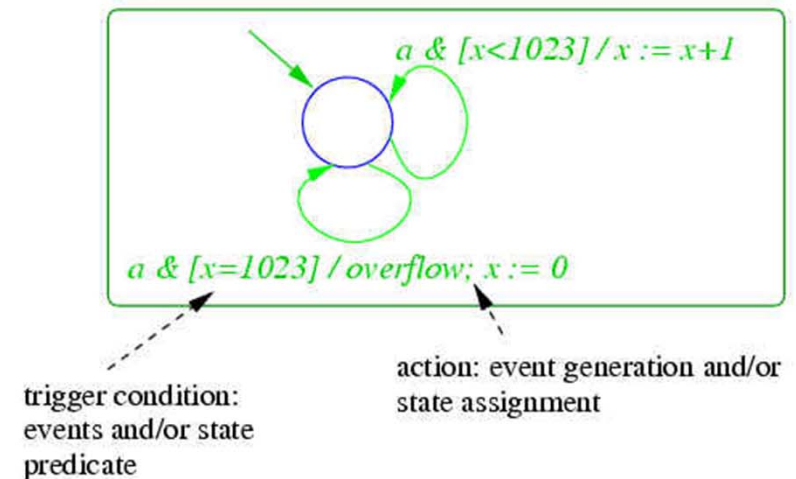 a & [x<1023] / x := x+1
a & [x=1023] / overflow; x := 0
trigger condition:
events and/or state
predicate
action: event generation and/or
state assignment